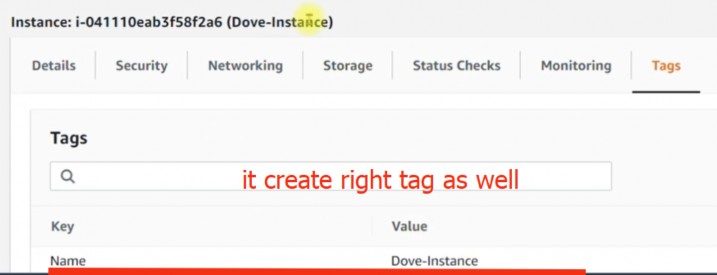 Instance: i-041110eab3f58f2a6 (Dove-Instance)
Details Security Networking Storage Status Checks Monitoring Tags
Tags
it create right tag as well
Key Value
Name Dove-Instance